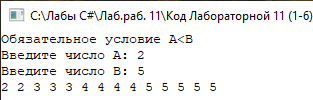 C:\Лабы C#\Лаб.раб. 11\Код Лабораторной 11 (1-6)
Обязательное условие A<B
Введите число A: 2
Введите число B: 5
2 2 3 3 3 4 4 4 4 5 5 5 5 5